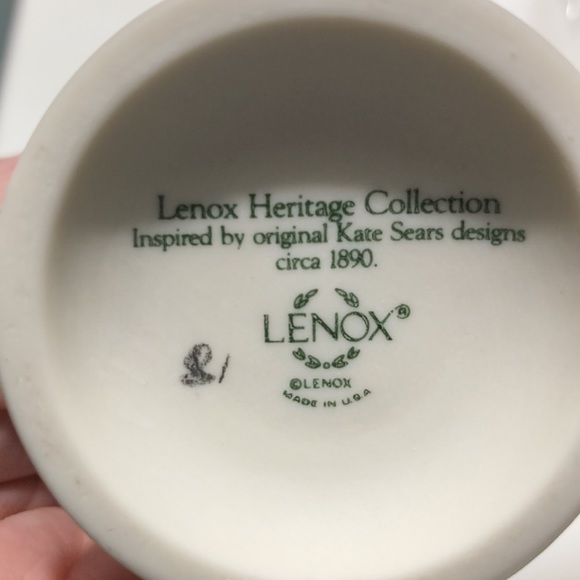 Lenox Heritage Collection
Inspired by original Kate Sears designs
circa 1890.
LENOX®
©LENOX
MADE IN U.S.A